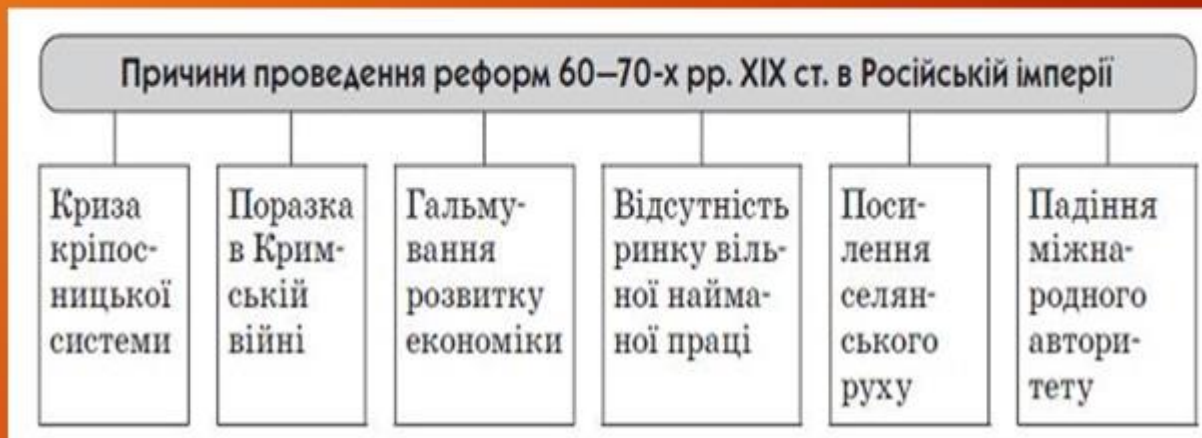 Причини проведення реформ 60–70-х рр. XIX ст. в Російській імперії
Криза
кріпос-
ницької
системи
Поразка
в Крим-
ській
війні
Гальму-
вання
розвитку
економіки
Відсутність
ринку віль-
ної найма-
ної праці
Поси-
лення
селян-
ського
руху
Падіння
міжна-
родного
автори-
тету